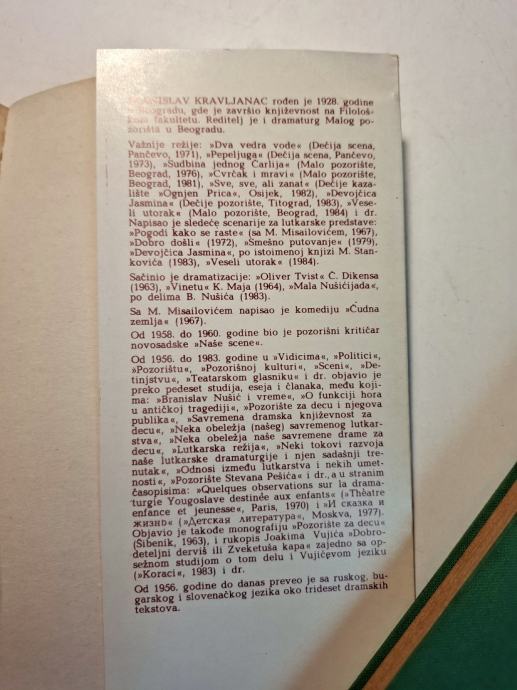 STANISLAV KRAVLJANAC rođen je 1928. godine
u Beogradu, gde je završio književnost na Filološ-
kom fakultetu. Reditelj je i dramaturg Malog po-
zorišta u Beogradu.
Važnije režije: »Dva vedra vode« (Dečija scena,
Pančevo, 1971), »Pepeljuga« (Dečija scena, Pančevo,
1973), »Sudbina jednog Čarlija« (Malo pozorište,
Beograd, 1976), »Cvrčak i mravi« (Malo pozorište,
Beograd, 1981), »Sve, sve, ali zanat« (Dečije kaza-
lište »Ognjen Prica«, Osijek, 1982), »Devojčica
Jasmina« (Dečije pozorište, Titograd, 1983), »Vese-
li utorak« (Malo pozorište, Beograd, 1984) i dr.
Napisao je sledeće scenarije za lutkarske predstave:
»Pogodi kako se raste« (sa M. Misailovićem, 1967),
»Dobro došli« (1972), »Smešno putovanje« (1979),
»Devojčica Jasmina«, po istoimenoj knjizi M. Stan-
kovića (1983), »Veseli utorak« (1984).
Sačinio je dramatizacije: »Oliver Tvist« Č. Dikensa
(1963), »Vinetu« K. Maja (1964), »Mala Nušićijada«,
po delima B. Nušića (1983).
Sa M. Misailovićem napisao je komediju »Čudna
zemlja« (1967).
Od 1958. do 1960. godine bio je pozorišni kritičar
novosadske »Naše scene«.
Od 1956. do 1983. godine u »Vidicima«, »Politici«,
»Pozorištu«, »Pozorišnoj kulturi«, »Sceni«, »De-
tinjstvu«, »Teatarskom glasniku« i dr. objavio je
preko pedeset studija, eseja i članaka, među koji-
ma: »Branislav Nušić i vreme«, »O funkciji hora
u antičkoj tragediji«, »Pozorište za decu i njegova
publika«, »Savremena dramska književnost za
decu«, »Neka obeležja (našeg) savremenog lutkar-
stva«, »Neka obeležja naše savremene drame za
decu«, »Lutkarska režija«, »Neki tokovi razvoja
naše lutkarske dramaturgije i njen sadašnji tre-
nutak«, »Odnosi između lutkarstva i nekih umet-
nosti«, »Pozorište Stevana Pešića« i dr., a u stranim
časopisima: »Quelques observations sur la drama-
turgie Yougoslave destinée aux enfants« (»Thèatre
enfance et jeunesse«, Paris, 1970) i »И сказка и
жизнь« (»Детская литература«, Moskva, 1977).
Objavio je takođe monografiju »Pozorište za decu«
(Šibenik, 1963), i rukopis Joakima Vujića »Dobro-
deteljni derviš ili Zveketuša kapa« zajedno sa op-
sežnom studijom o tom delu i Vujićevom jeziku
(»Koraci«, 1983) i dr.
Od 1956. godine do danas preveo je sa ruskog, bu-
garskog i slovenačkog jezika oko trideset dramskih
tekstova.